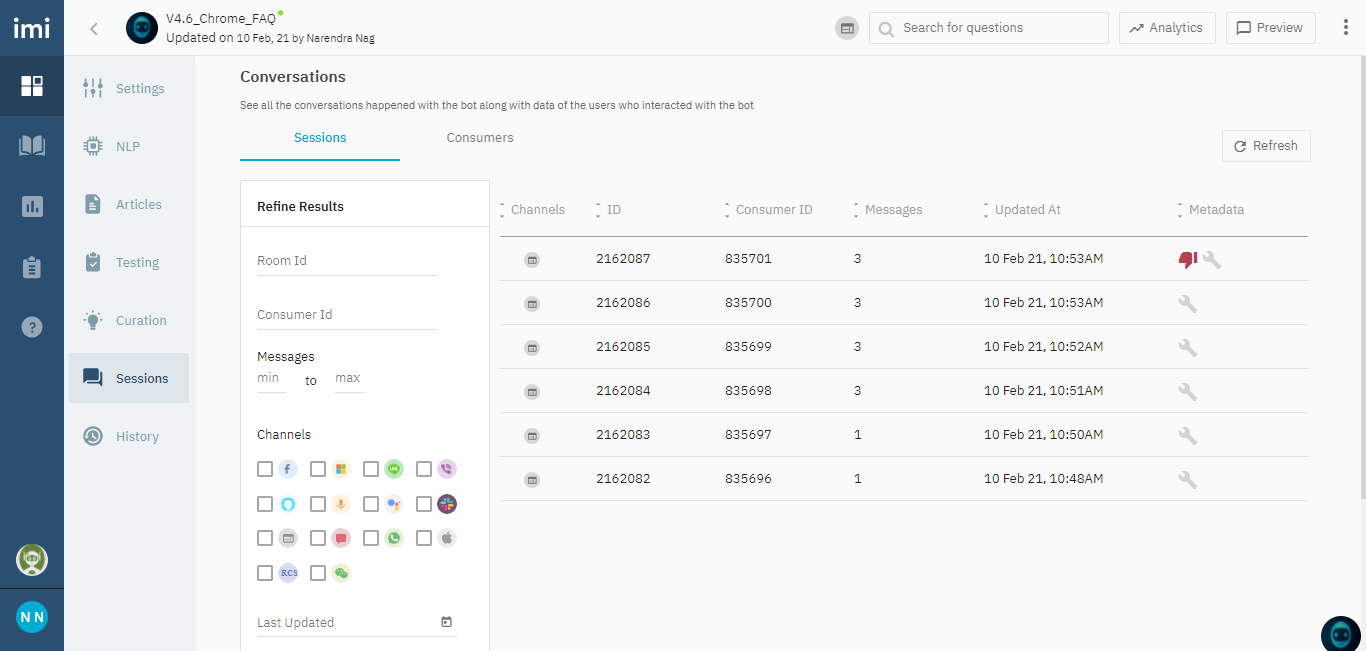 imi
V4.6_Chrome_FAQ
Updated on 10 Feb, 21 by Narendra Nag
Search for questions
Analytics
Preview
Settings
NLP
Articles
Testing
Curation
Sessions
History
N N
Conversations
See all the conversations happened with the bot along with data of the users who interacted with the bot
Sessions Consumers
Refresh
Refine Results
Room Id
Consumer Id
Messages
min to max
Channels
RCS
Last Updated
Channels ID Consumer ID Messages Updated At Metadata
2162087 835701 3 10 Feb 21, 10:53AM
2162086 835700 3 10 Feb 21, 10:53AM
2162085 835699 3 10 Feb 21, 10:52AM
2162084 835698 3 10 Feb 21, 10:51AM
2162083 835697 1 10 Feb 21, 10:50AM
2162082 835696 1 10 Feb 21, 10:48AM